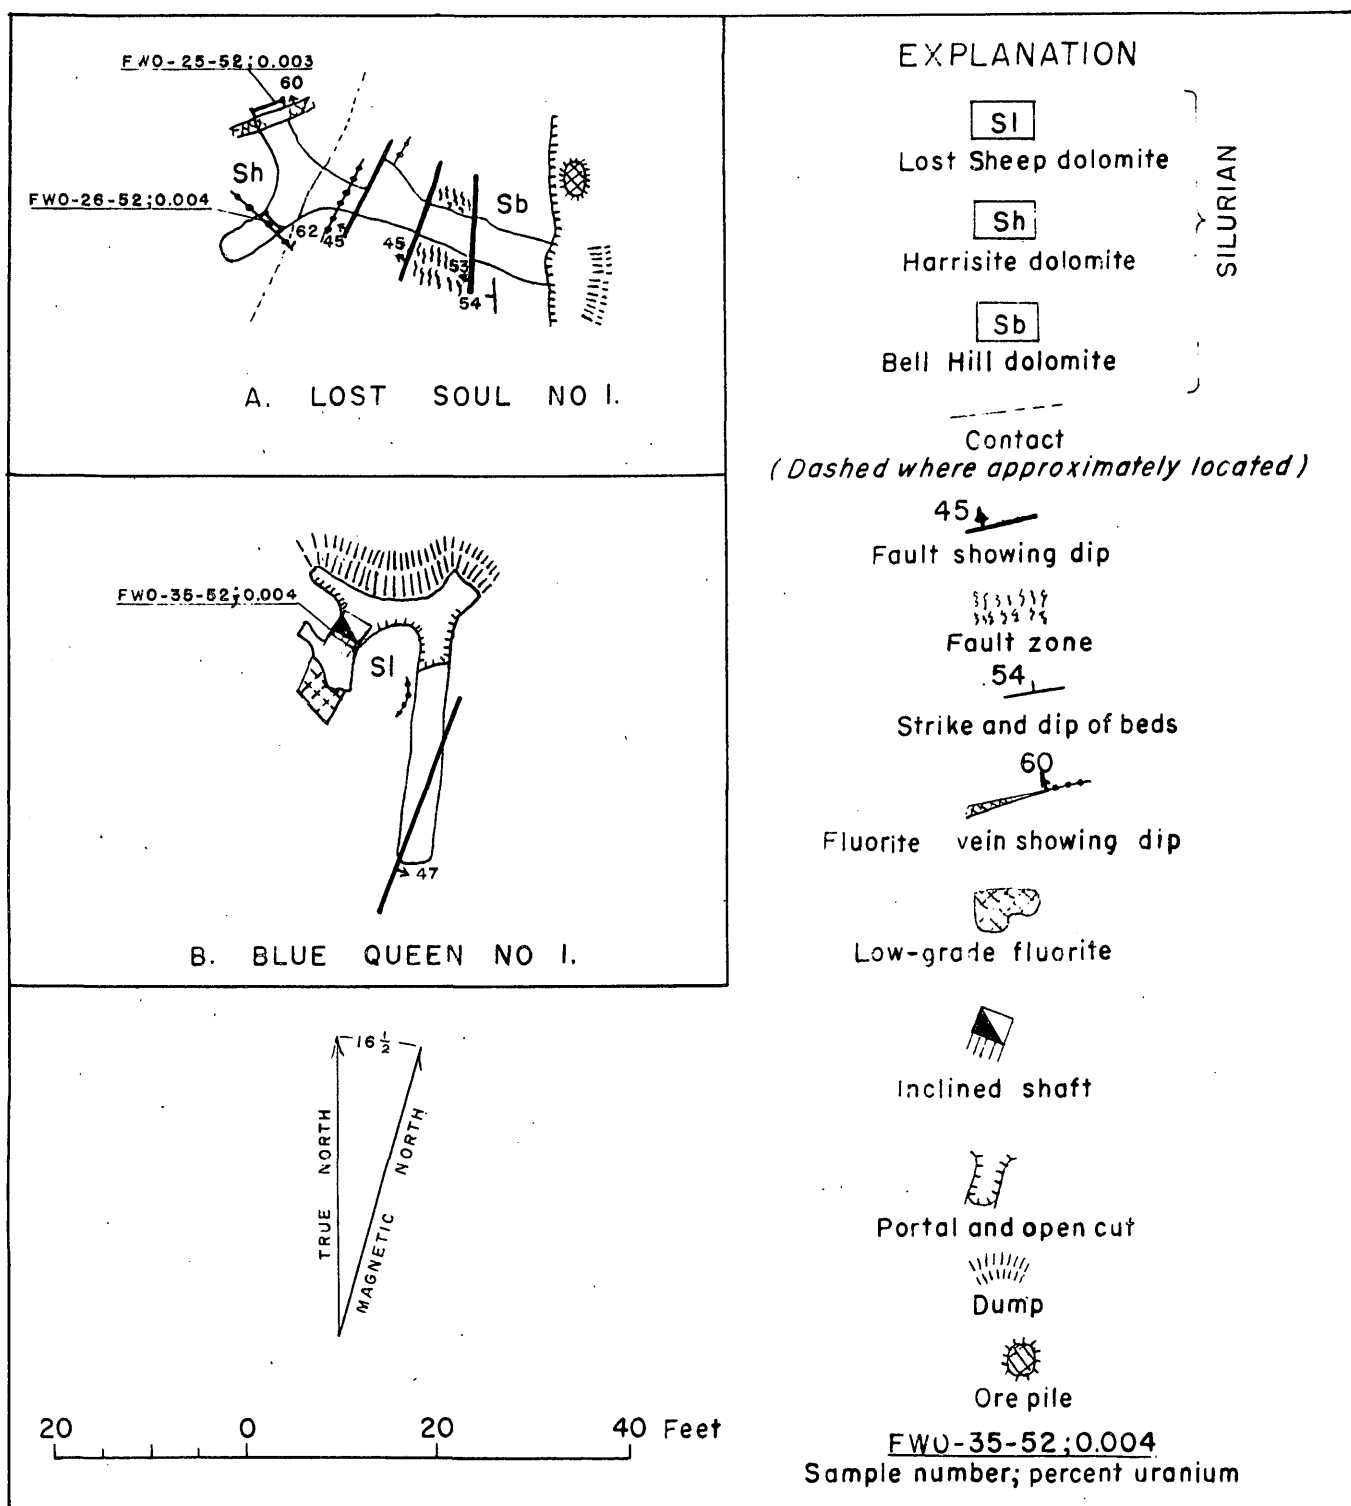 FWO-25-52;0.003
60
Sh
FWO-26-52;0.004
62
45
45
53
54
Sb
A. LOST SOUL NO 1.
FWO-35-52;0.004
Sl
47
B. BLUE QUEEN NO 1.
16 1/2
TRUE NORTH
MAGNETIC NORTH
20 0 20 40 Feet
EXPLANATION
Sl
Lost Sheep dolomite
Sh
Harrisite dolomite
Sb
Bell Hill dolomite
SILURIAN
Contact
(Dashed where approximately located)
45
Fault showing dip
Fault zone
54
Strike and dip of beds
60
Fluorite vein showing dip
Low-grade fluorite
Inclined shaft
Portal and open cut
Dump
Ore pile
FWO-35-52;0.004
Sample number; percent uranium